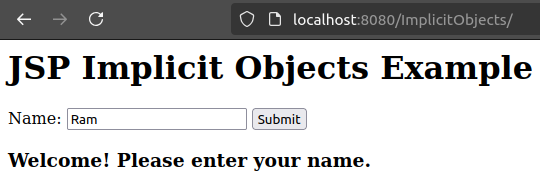 localhost:8080/ImplicitObjects/
JSP Implicit Objects Example
Name: Ram Submit
Welcome! Please enter your name.